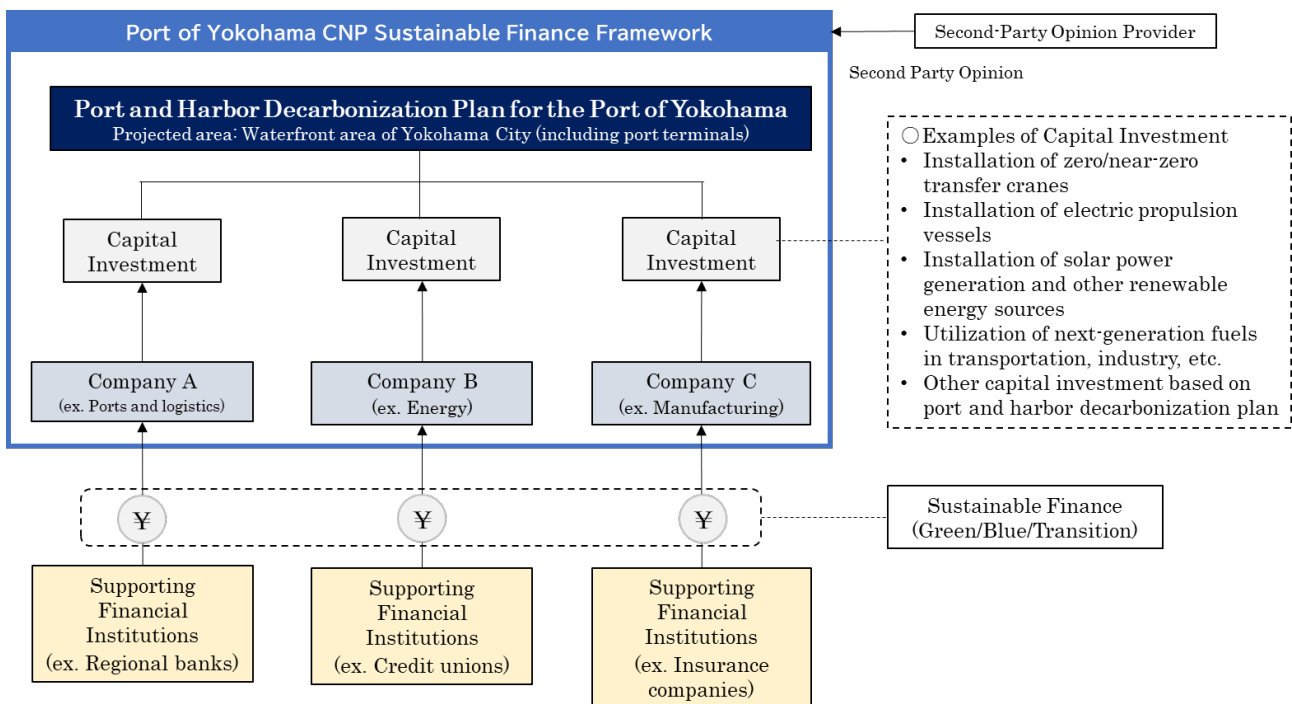 Port of Yokohama CNP Sustainable Finance Framework
Second-Party Opinion Provider
Second Party Opinion
Port and Harbor Decarbonization Plan for the Port of Yokohama
Projected area: Waterfront area of Yokohama City (including port terminals)
Capital
Investment
Capital
Investment
Capital
Investment
○Examples of Capital Investment
• Installation of zero/near-zero
transfer cranes
• Installation of electric propulsion
vessels
• Installation of solar power
generation and other renewable
energy sources
• Utilization of next-generation fuels
in transportation, industry, etc.
• Other capital investment based on
port and harbor decarbonization plan
Company A
(ex. Ports and logistics)
Company B
(ex. Energy)
Company C
(ex. Manufacturing)
¥
¥
¥
Sustainable Finance
(Green/Blue/Transition)
Supporting
Financial
Institutions
(ex. Regional banks)
Supporting
Financial
Institutions
(ex. Credit unions)
Supporting
Financial
Institutions
(ex. Insurance
companies)